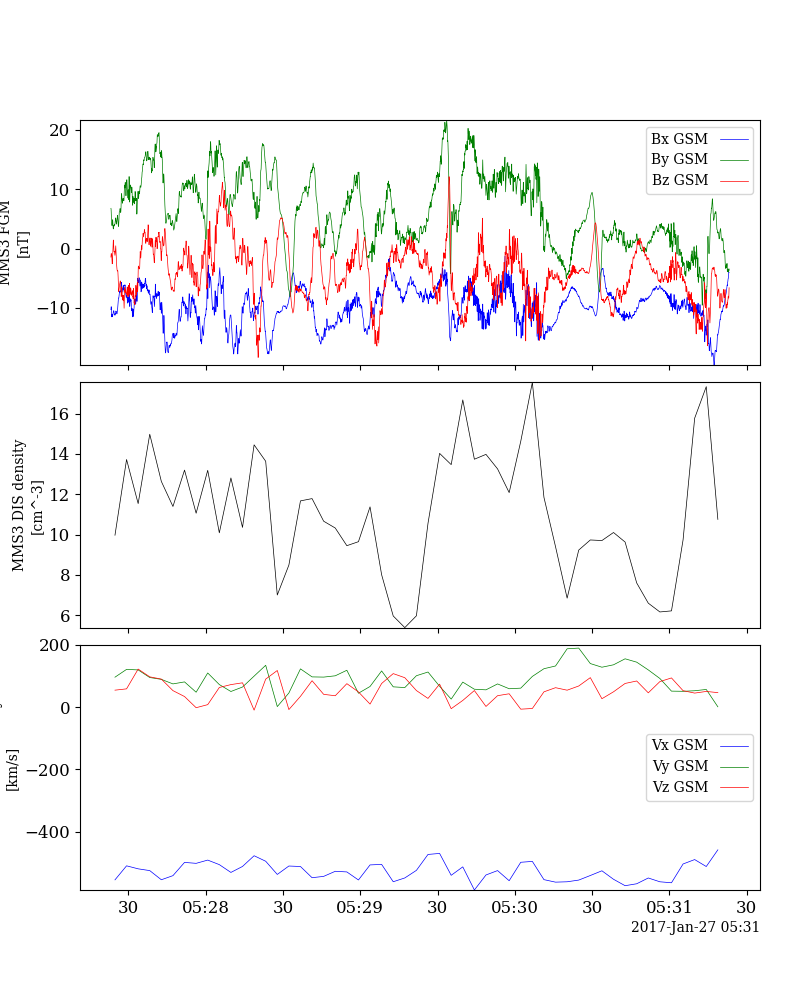 20
10
0
−10
MMS3 FGM
[nT]
Bx GSM
By GSM
Bz GSM
16
14
12
10
8
6
MMS3 DIS density
[cm^-3]
200
0
−200
−400
[km/s]
Vx GSM
Vy GSM
Vz GSM
30 05:28 30 05:29 30 05:30 30 05:31 30
2017-Jan-27 05:31